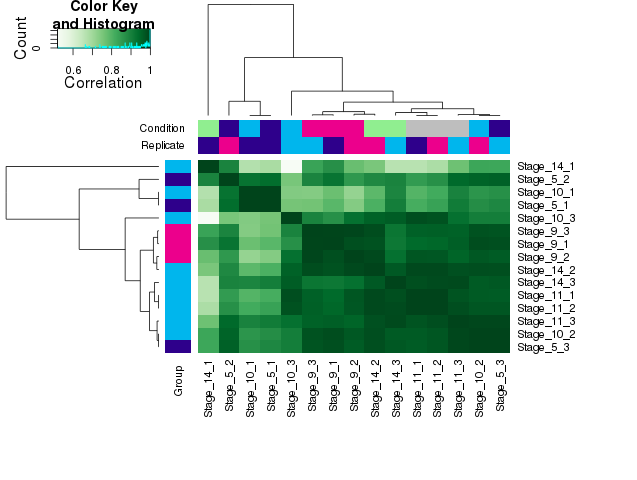 Color Key
and Histogram
Count
0
0.6 0.8 1
Correlation
Condition
Replicate
Stage_14_1
Stage_5_2
Stage_10_1
Stage_5_1
Stage_10_3
Stage_9_3
Stage_9_1
Stage_9_2
Stage_14_2
Stage_14_3
Stage_11_1
Stage_11_2
Stage_11_3
Stage_10_2
Stage_5_3
Group
Stage_14_1
Stage_5_2
Stage_10_1
Stage_5_1
Stage_10_3
Stage_9_3
Stage_9_1
Stage_9_2
Stage_14_2
Stage_14_3
Stage_11_1
Stage_11_2
Stage_11_3
Stage_10_2
Stage_5_3